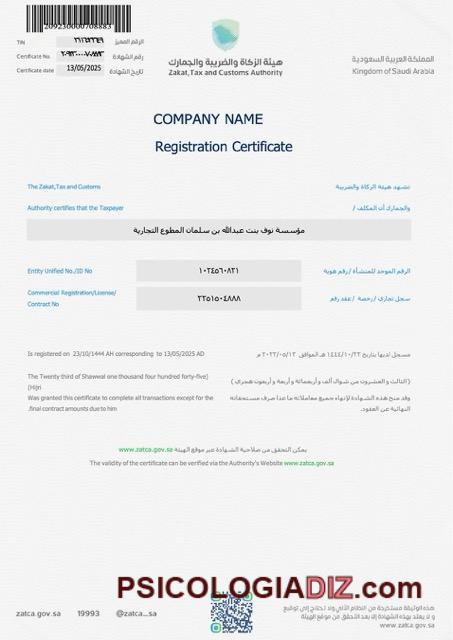 209230000708883
TIN الرقم المميز
Certificate No. رقم الشهادة
Certificate date 13/05/2025 تاريخ الشهادة
هيئة الزكاة والضريبة والجمارك
Zakat,Tax and Customs Authority
المملكة العربية السعودية
Kingdom of Saudi Arabia
COMPANY NAME
Registration Certificate
The Zakat,Tax and Customs تشهد هيئة الزكاة والضريبة
Authority certifies that the Taxpayer والجمارك أن المكلف /
مؤسسة نوف بنت عبدالله بن سلمان المطوع التجارية
Entity Unified No./ID No ١٠٢٤٥٦٠٨٢١ الرقم الموحد للمنشأة / رقم هوية
Commercial Registration/License/ سجل تجاري / رخصة / عقد رقم
Contract No ٢٢٥١٥٠٤٨٨٨
Is registered on 23/10/1444 AH corresponding to 13/05/2025 AD
مسجل لديها بتاريخ ١٤٤٤/١٠/٢٣ هـ الموافق ٢٠٢٣/٠٥/١٣ م
The Twenty third of Shawwal one thousand four hundred forty-five)
(Hijri
(الثالث و العشرون من شوال ألف وأربعمائة و أربعة و أربعون هجري )
Was granted this certificate to complete all transactions except for the
.final contract amounts due to him
وقد منح هذه الشهادة لإنهاء جميع معاملاته ما عدا صرف مستحقاته
النهائية عن العقود.
يمكن التحقق من صلاحية الشهادة عبر موقع الهيئة www.zatca.gov.sa
The validity of the certificate can be verified via the Authority's Website www.zatca.gov.sa
PSICOLOGIADIZ.com
zatca.gov.sa 19993 @zatca_sa
هذه الوثيقة مستخرجة من النظام الآلي ولا تحتاج إلى توقيع
و لا يعتد بهذه الشهادة إلا بعد التحقق من موقع الهيئة
www.zatca.gov.sa